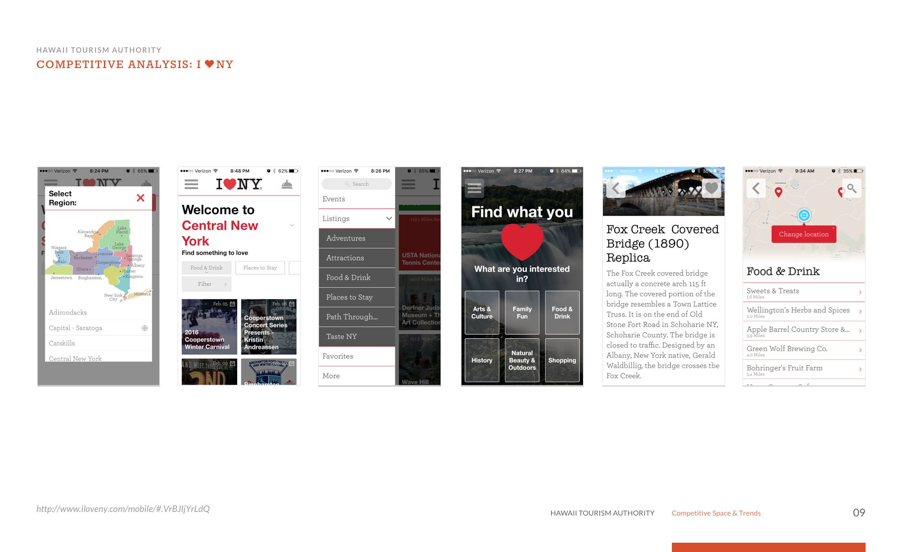 HAWAII TOURISM AUTHORITY
COMPETITIVE ANALYSIS: I ♥ NY
Verizon 8:24 PM 65%
Select
Region:
Adirondacks
Capital - Saratoga
Catskills
Central New York
Verizon 8:48 PM 62%
I ♥ NY
Welcome to
Central New
York
Find something to love
Food & Drink
Places to Stay
Filter
2016
Cooperstown
Winter Carnival
Cooperstown
Concert Series
Presents -
Kristin
Andreassen
Verizon 8:26 PM
Search
Events
Listings
Adventures
Attractions
Food & Drink
Places to Stay
Path Through...
Taste NY
Favorites
More
USTA National
Tennis Center
Wave Hill
Verizon 8:27 PM 64%
Find what you
What are you interested
in?
Arts &
Culture
Family
Fun
Food &
Drink
History
Natural
Beauty &
Outdoors
Shopping
Fox Creek Covered
Bridge (1890)
Replica
The Fox Creek covered bridge
actually a concrete arch 115 ft
long. The covered portion of the
bridge resembles a Town Lattice
Truss. It is on the end of Old
Stone Fort Road in Schoharie NY,
Schoharie County. The bridge is
closed to traffic. Designed by an
Albany, New York native, Gerald
Waldbillig, the bridge crosses the
Fox Creek.
Verizon 9:34 AM 95%
Change location
Food & Drink
Sweets & Treats
Wellington's Herbs and Spices
Apple Barrel Country Store &...
Green Wolf Brewing Co.
Bohringer's Fruit Farm
http://www.iloveny.com/mobile/#.VrBJIjYrLdQ
HAWAII TOURISM AUTHORITY
Competitive Space & Trends
09